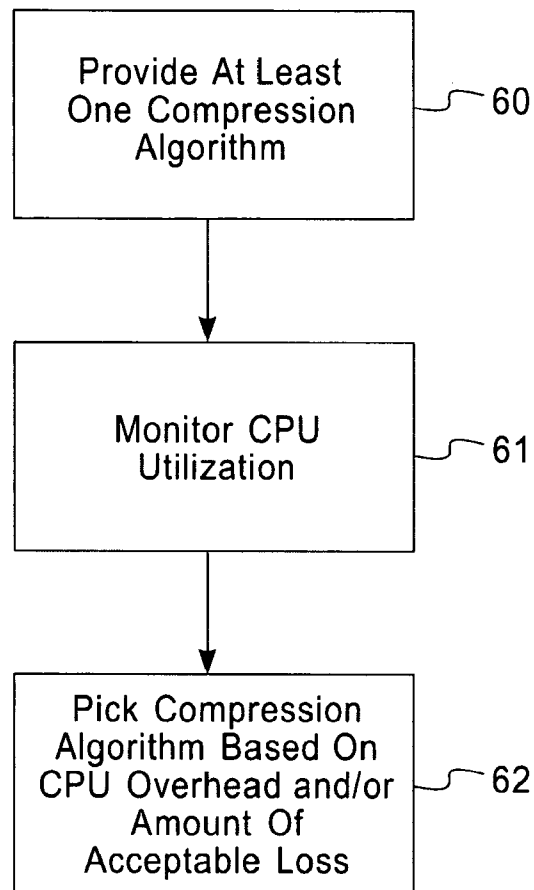 Provide At Least
One Compression
Algorithm
60
Monitor CPU
Utilization
61
Pick Compression
Algorithm Based On
CPU Overhead and/or
Amount Of
Acceptable Loss
62